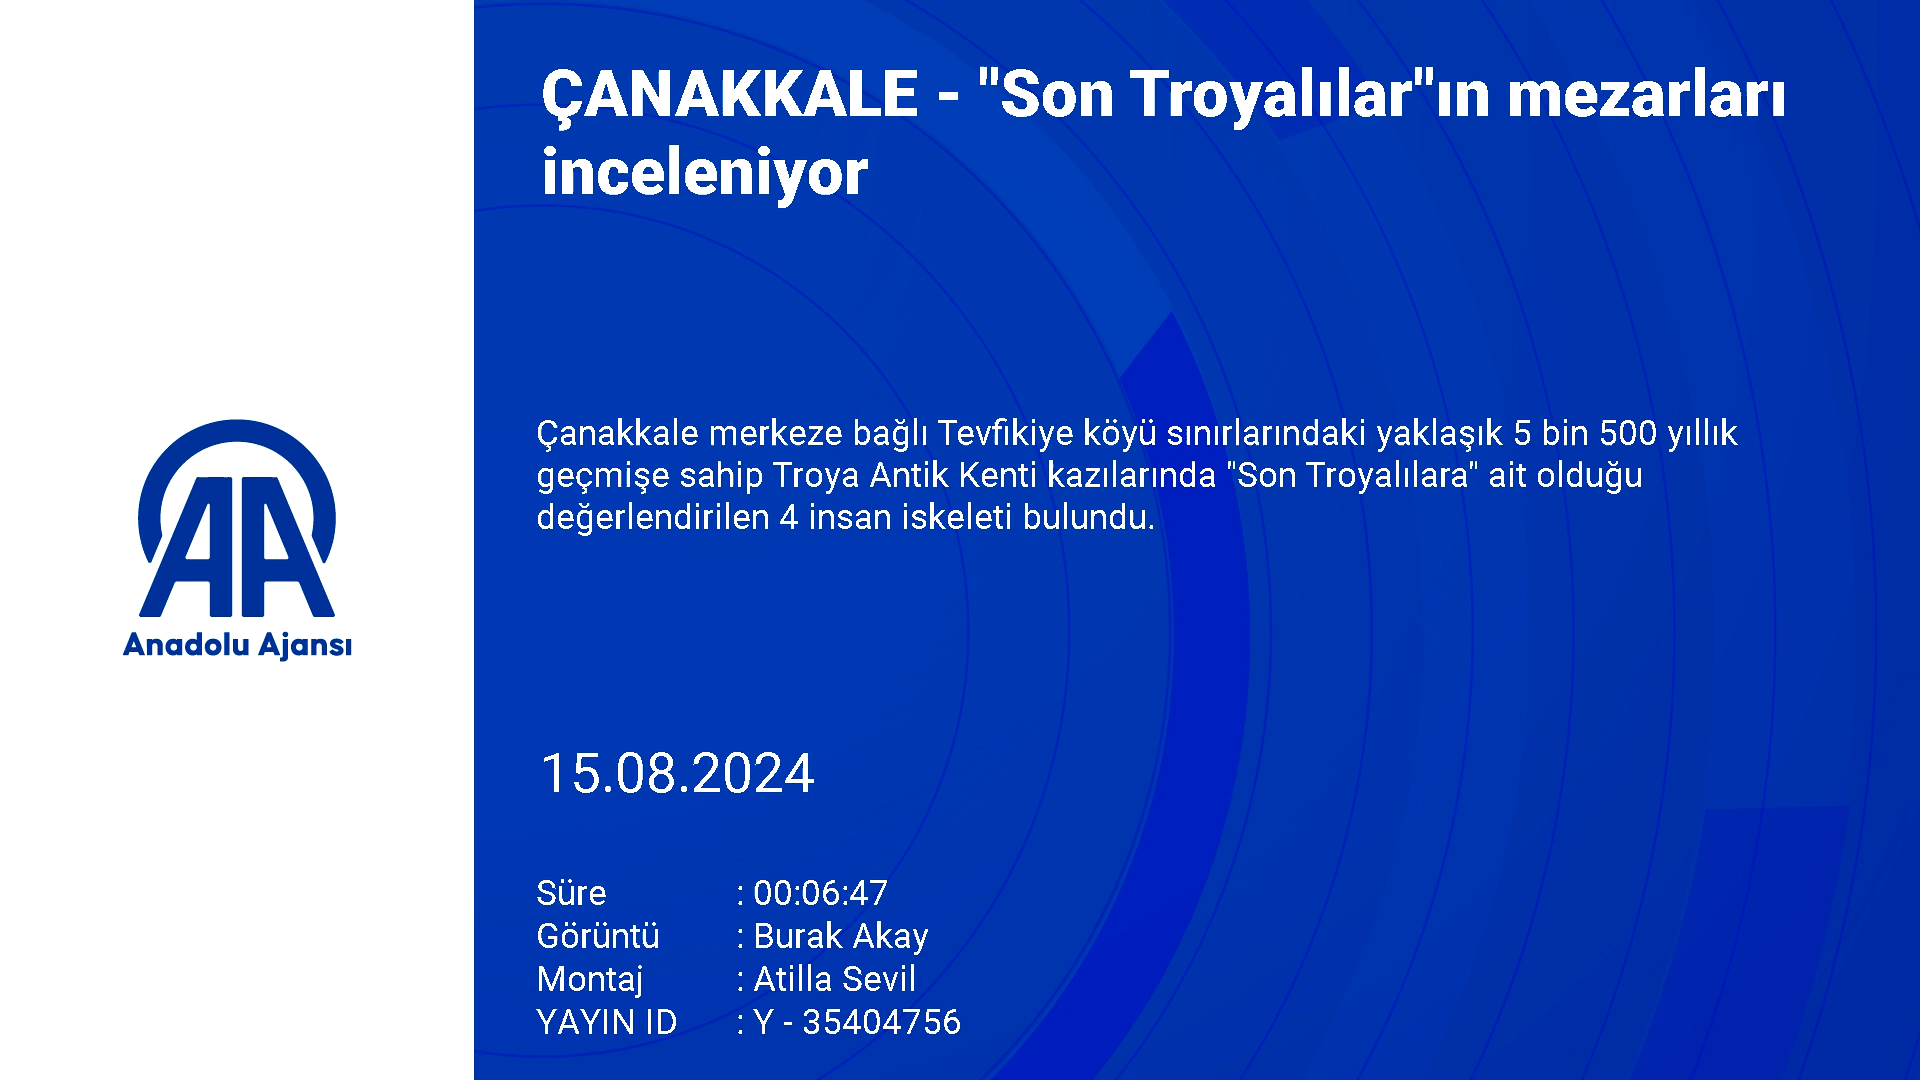 ÇANAKKALE - "Son Troyalılar"ın mezarları
inceleniyor
Çanakkale merkeze bağlı Tevfikiye köyü sınırlarındaki yaklaşık 5 bin 500 yıllık
geçmişe sahip Troya Antik Kenti kazılarında "Son Troyalılara" ait olduğu
değerlendirilen 4 insan iskeleti bulundu.
AA
Anadolu Ajansı
15.08.2024
Süre : 00:06:47
Görüntü : Burak Akay
Montaj : Atilla Sevil
YAYIN ID : Y - 35404756